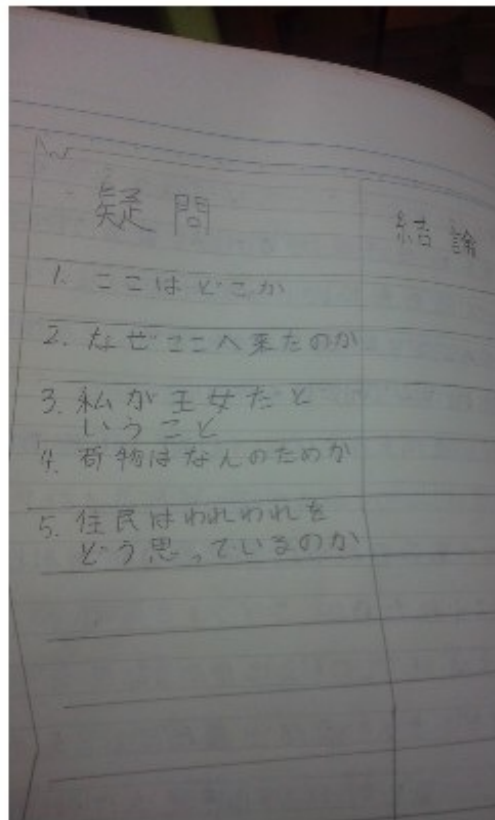 疑問
結論
1. ここはどこか
2. なぜここへ来たのか
3. 私が王女だと
いうこと
4. 荷物はなんのためか
5. 住民はわれわれを
どう思っているのか